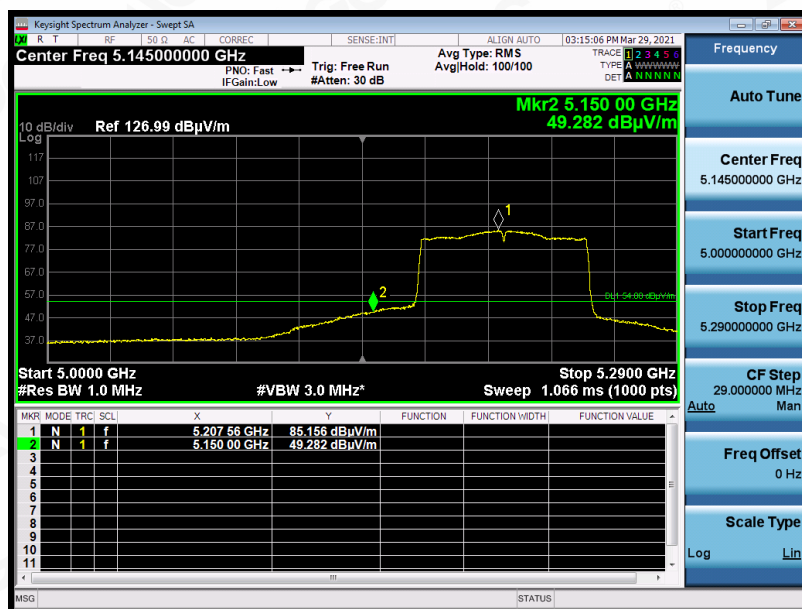 Keysight Spectrum Analyzer - Swept SA
LXI R T RF 50 Ω AC CORREC SENSE:INT ALIGN AUTO 03:15:06 PM Mar 29, 2021
Center Freq 5.145000000 GHz
PNO: Fast
IFGain:Low
Trig: Free Run
#Atten: 30 dB
Avg Type: RMS
Avg|Hold: 100/100
TRACE 1 2 3 4 5 6
TYPE A WWWWW
DET A N N N N N
Mkr2 5.150 00 GHz
49.282 dBµV/m
10 dB/div Ref 126.99 dBµV/m
Log
117
107
97.0
87.0
77.0
67.0
57.0
47.0
37.0
1
2
DL1 54.00 dBµV/m
Start 5.0000 GHz Stop 5.2900 GHz
#Res BW 1.0 MHz #VBW 3.0 MHz* Sweep 1.066 ms (1000 pts)
MKR MODE TRC SCL X Y FUNCTION FUNCTION WIDTH FUNCTION VALUE
1 N 1 f 5.207 56 GHz 85.156 dBµV/m
2 N 1 f 5.150 00 GHz 49.282 dBµV/m
3
4
5
6
7
8
9
10
11
MSG STATUS
Frequency
Auto Tune
Center Freq
5.145000000 GHz
Start Freq
5.000000000 GHz
Stop Freq
5.290000000 GHz
CF Step
29.000000 MHz
Auto Man
Freq Offset
0 Hz
Scale Type
Log Lin